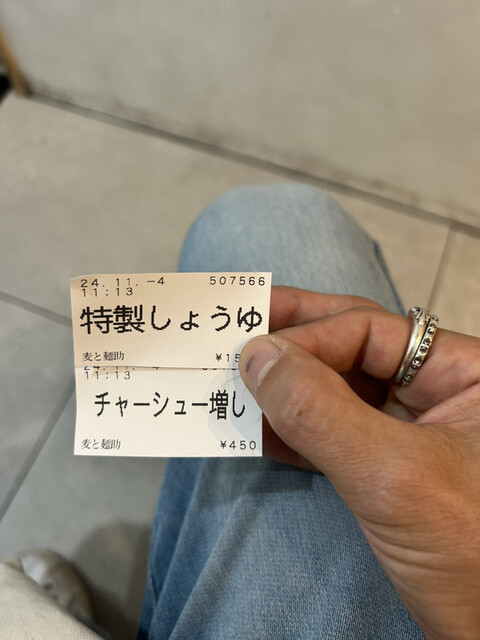 24.11.-4 507566
11:13
特製しょうゆ
麦と麺助
11:13
チャーシュー増し
麦と麺助 ¥450